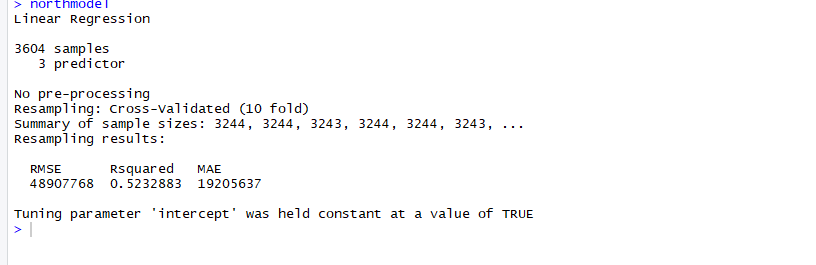 > northmodel
Linear Regression
3604 samples
3 predictor
No pre-processing
Resampling: Cross-Validated (10 fold)
Summary of sample sizes: 3244, 3244, 3243, 3244, 3244, 3243, ...
Resampling results:
RMSE Rsquared MAE
48907768 0.5232883 19205637
Tuning parameter 'intercept' was held constant at a value of TRUE
>